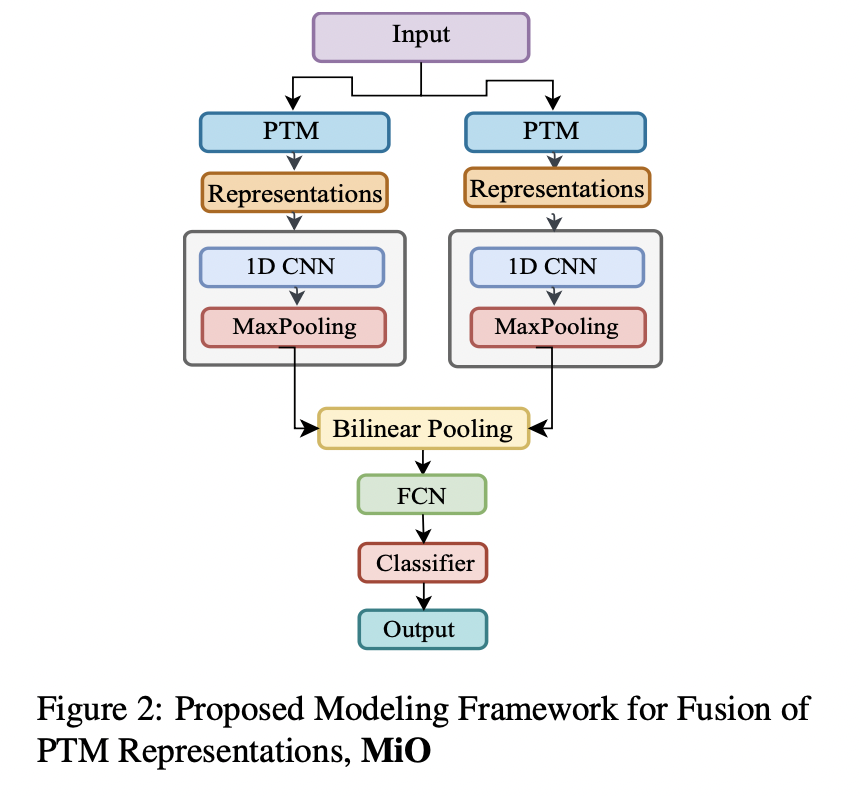 Input
PTM
PTM
Representations
Representations
1D CNN
1D CNN
MaxPooling
MaxPooling
Bilinear Pooling
FCN
Classifier
Output
Figure 2: Proposed Modeling Framework for Fusion of
PTM Representations, MiO